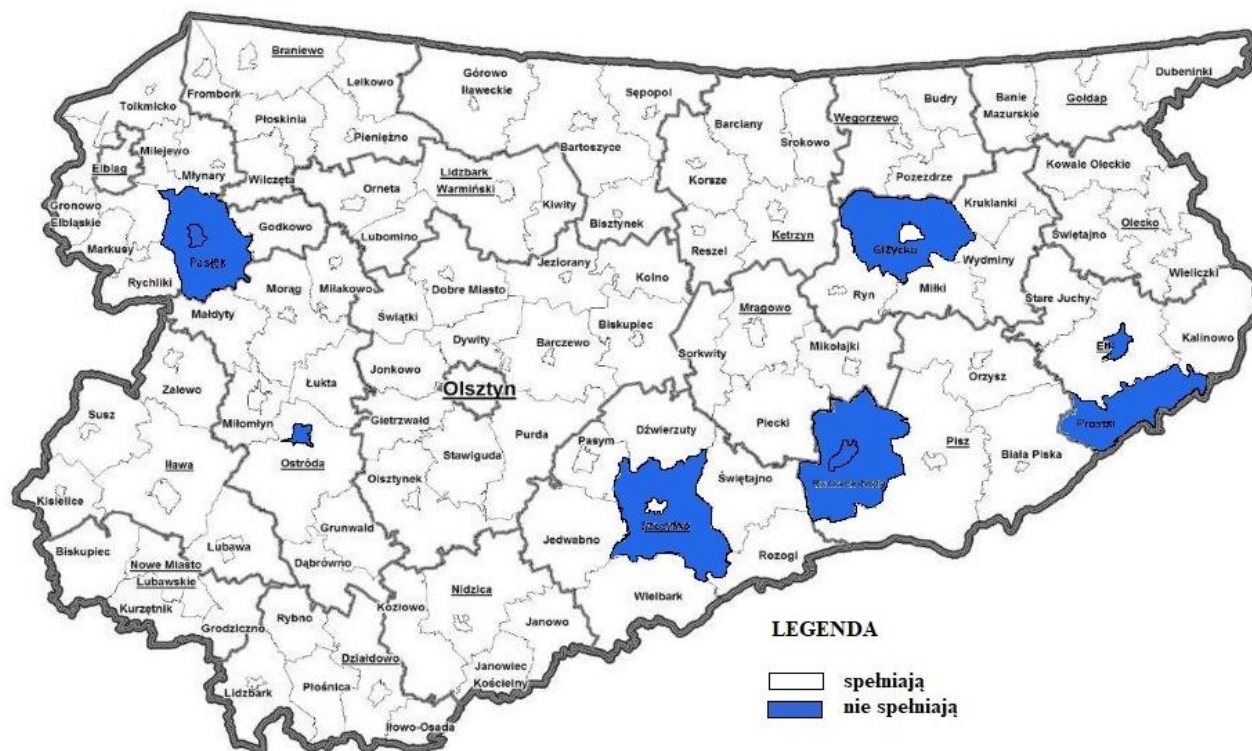 Braniewo
Lelkowo
Górowo
Iławeckie
Sępopol
Dubeninki
Gołdap
Banie
Mazurskie
Budry
Węgorzewo
Frombork
Tolkmicko
Płoskinia
Pieniężno
Bartoszyce
Barciany
Srokowo
Milejewo
Elbląg
Młynary
Wilczęta
Orneta
Lidzbark
Warmiński
Kiwity
Korsze
Pozezdrze
Kowale Oleckie
Gronowo
Elbląskie
Godkowo
Lubomino
Bisztynek
Reszel
Kętrzyn
Kruklanki
Świętajno
Olecko
Markusy
Pasłęk
Giżycko
Wydminy
Wieliczki
Rychliki
Morąg
Miłakowo
Dobre Miasto
Jeziorany
Kolno
Ryn
Miłki
Stare Juchy
Małdyty
Świątki
Dywity
Barczewo
Biskupiec
Mrągowo
Sorkwity
Mikołajki
Ełk
Kalinowo
Zalewo
Łukta
Jonkowo
Olsztyn
Orzysz
Susz
Miłomłyn
Gietrzwałd
Purda
Pasym
Dźwierzuty
Piecki
Pisz
Prostki
Iława
Ostróda
Stawiguda
Biała Piska
Kisielice
Olsztynek
Świętajno
Ruciane-Nida
Grunwald
Szczytno
Biskupiec
Lubawa
Jedwabno
Rozogi
Nowe Miasto
Lubawskie
Dąbrówno
Nidzica
Wielbark
Kurzętnik
Rybno
Kozłowo
Janowo
Grodziczno
Działdowo
Janowiec
Kościelny
Lidzbark
Płośnica
Iłowo-Osada
LEGENDA
spełniają
nie spełniają